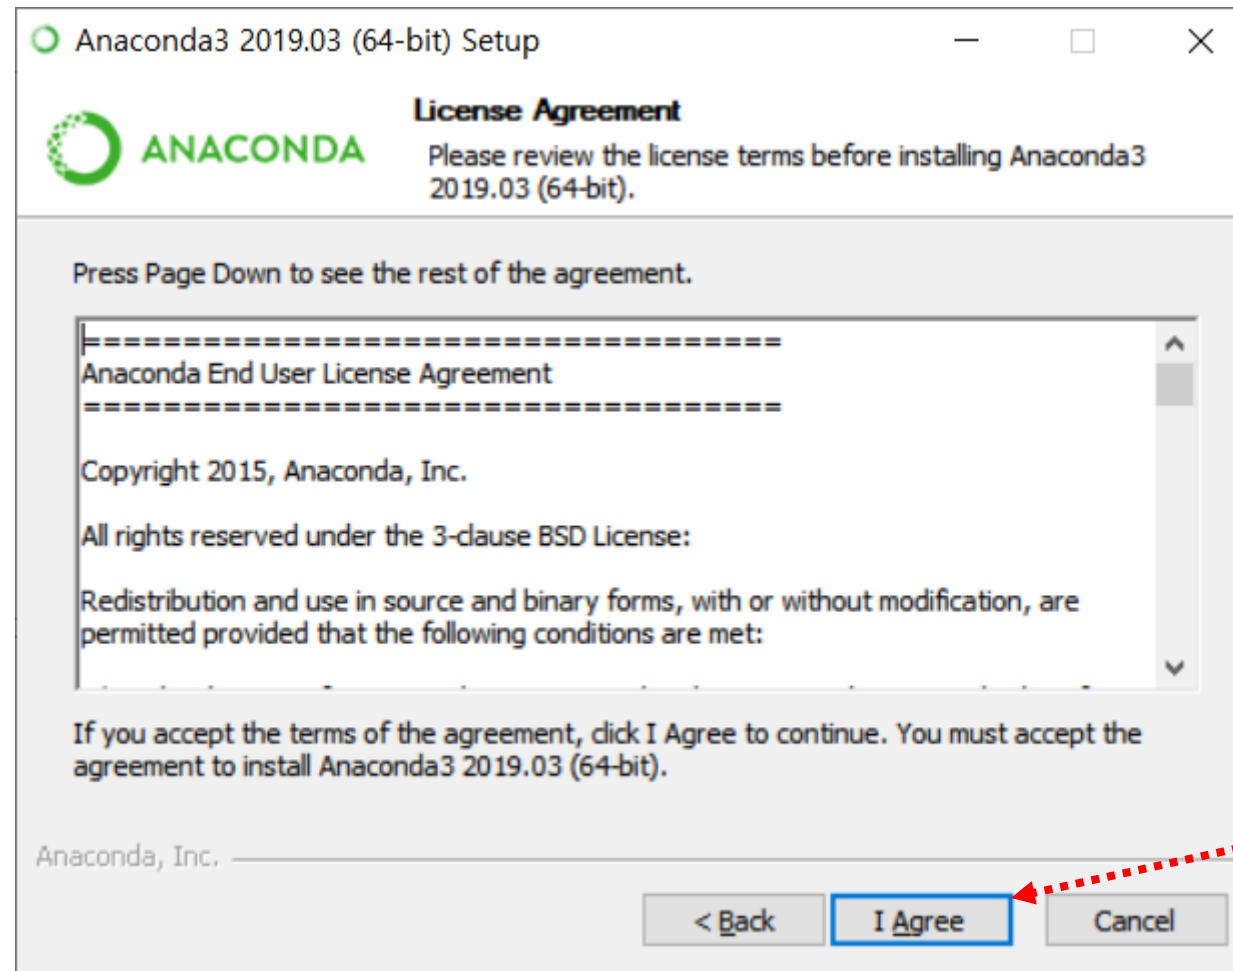 Anaconda3 2019.03 (64-bit) Setup
ANACONDA
License Agreement
Please review the license terms before installing Anaconda3
2019.03 (64-bit).
Press Page Down to see the rest of the agreement.
===================================
Anaconda End User License Agreement
===================================
Copyright 2015, Anaconda, Inc.
All rights reserved under the 3-clause BSD License:
Redistribution and use in source and binary forms, with or without modification, are
permitted provided that the following conditions are met:
If you accept the terms of the agreement, click I Agree to continue. You must accept the
agreement to install Anaconda3 2019.03 (64-bit).
Anaconda, Inc.
< Back
I Agree
Cancel